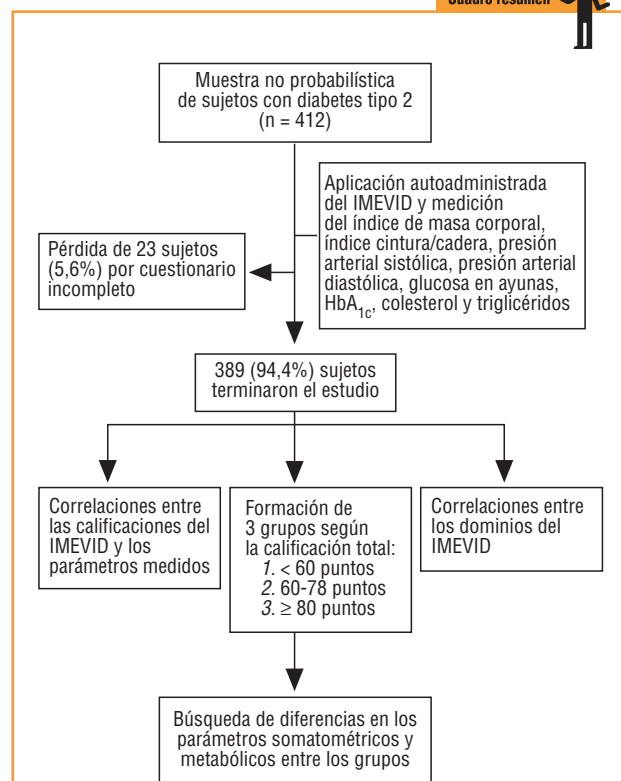 Cuadro resumen
Muestra no probabilística
de sujetos con diabetes tipo 2
(n = 412)
Aplicación autoadministrada
del IMEVID y medición
del índice de masa corporal,
índice cintura/cadera, presión
arterial sistólica, presión arterial
diastólica, glucosa en ayunas,
HbA1c, colesterol y triglicéridos
Pérdida de 23 sujetos
(5,6%) por cuestionario
incompleto
389 (94,4%) sujetos
terminaron el estudio
Correlaciones entre
las calificaciones del
IMEVID y los
parámetros medidos
Formación de
3 grupos según
la calificación total:
1. < 60 puntos
2. 60-78 puntos
3. ≥ 80 puntos
Correlaciones entre
los dominios del
IMEVID
Búsqueda de diferencias en los
parámetros somatométricos y
metabólicos entre los grupos